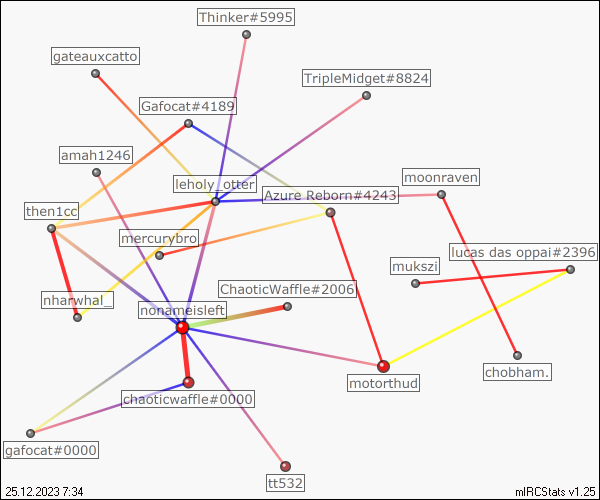 Thinker#5995
gateauxcatto
TripleMidget#8824
Gafocat#4189
amah1246
moonraven
leholy_otter
Azure Reborn#4243
then1cc
mercurybro
lucas das oppai#2396
mukszi
ChaoticWaffle#2006
nharwhal_
nonameisleft
chobham.
motorthud
chaoticwaffle#0000
gafocat#0000
tt532
25.12.2023 7:34
mIRCStats v1.25